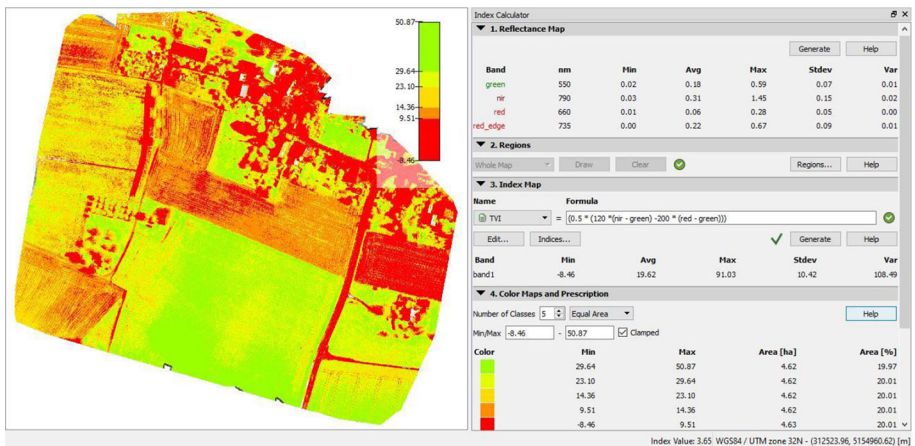 Index Calculator
1. Reflectance Map
Generate Help
Band nm Min Avg Max Stdev Var
green 550 0.02 0.18 0.59 0.07 0.01
nir 790 0.03 0.31 1.45 0.15 0.02
red 660 0.01 0.06 0.28 0.05 0.00
red_edge 735 0.00 0.22 0.67 0.09 0.01
2. Regions
Whole Map Draw Clear Regions... Help
3. Index Map
Name Formula
TVI = (0.5 * (120 *(nir - green) -200 * (red - green)))
Edit... Indices... Generate Help
Band Min Avg Max Stdev Var
band1 -8.46 19.62 91.03 10.42 108.49
4. Color Maps and Prescription
Number of Classes 5 Equal Area Help
Min/Max -8.46 - 50.87 Clamped
Color Min Max Area [ha] Area [%]
29.64 50.87 4.62 19.97
23.10 29.64 4.62 20.01
14.36 23.10 4.62 20.01
9.51 14.36 4.62 20.01
-8.46 9.51 4.63 20.01
50.87
29.64
23.10
14.36
9.51
-8.46
Index Value: 3.65 WGS84 / UTM zone 32N - (312523.96, 5154960.62) [m]